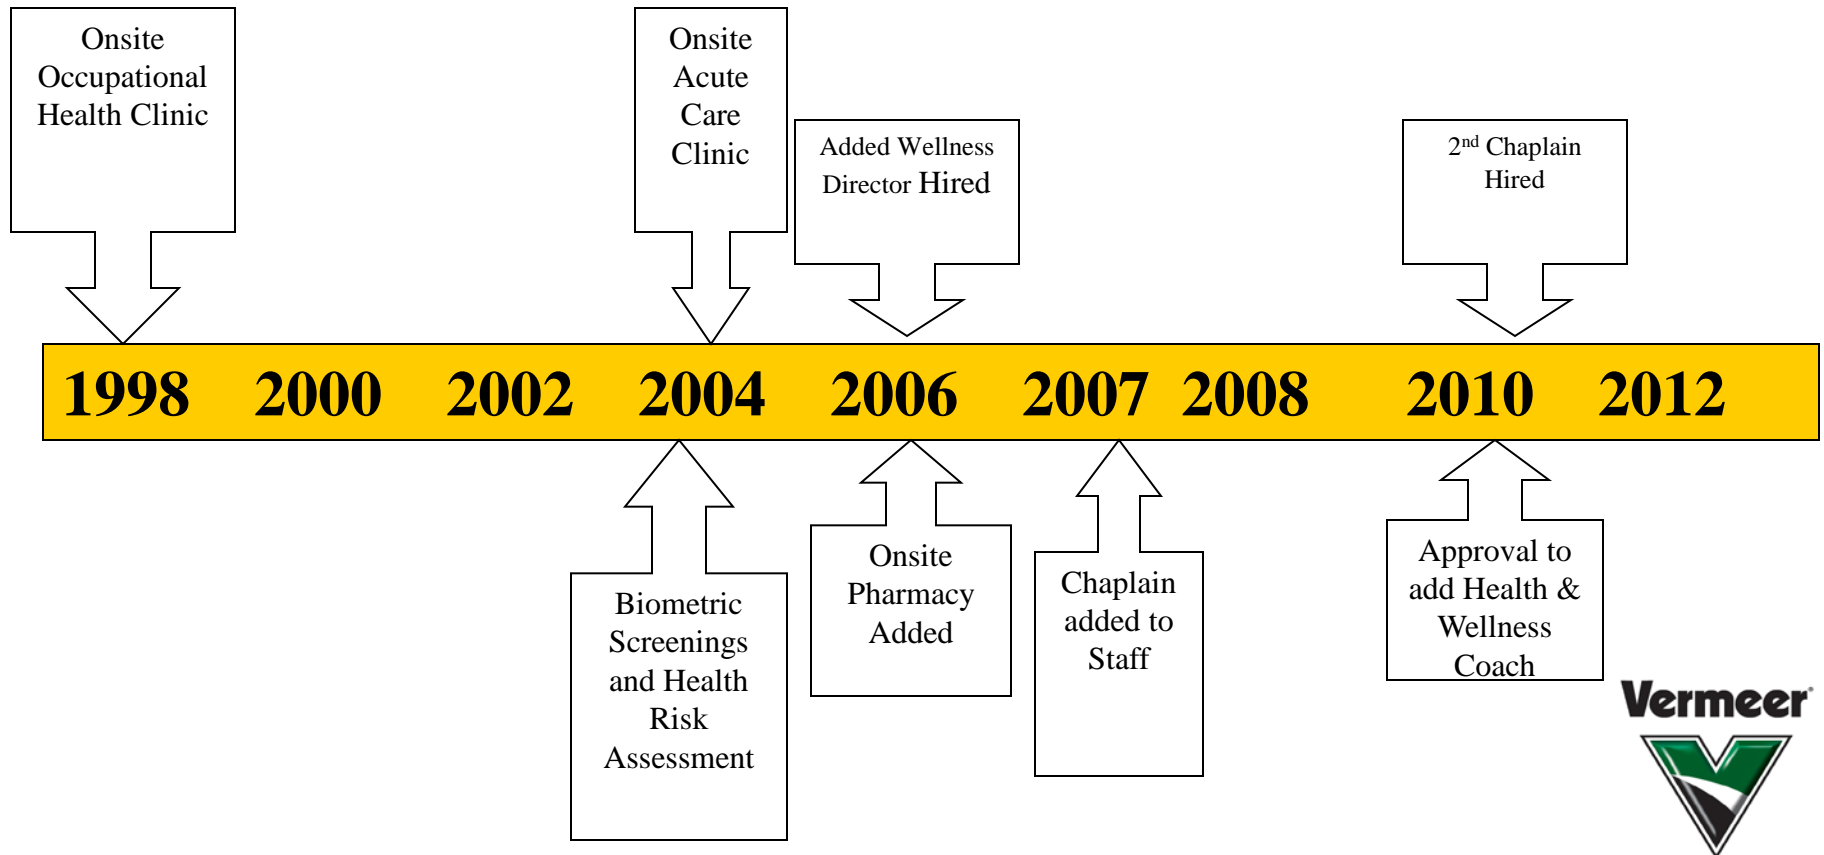 Onsite
Occupational
Health Clinic
Onsite
Acute
Care
Clinic
Added Wellness
Director Hired
2nd Chaplain
Hired
1998 2000 2002 2004 2006 2007 2008 2010 2012
Biometric
Screenings
and Health
Risk
Assessment
Onsite
Pharmacy
Added
Chaplain
added to
Staff
Approval to
add Health &
Wellness
Coach
Vermeer